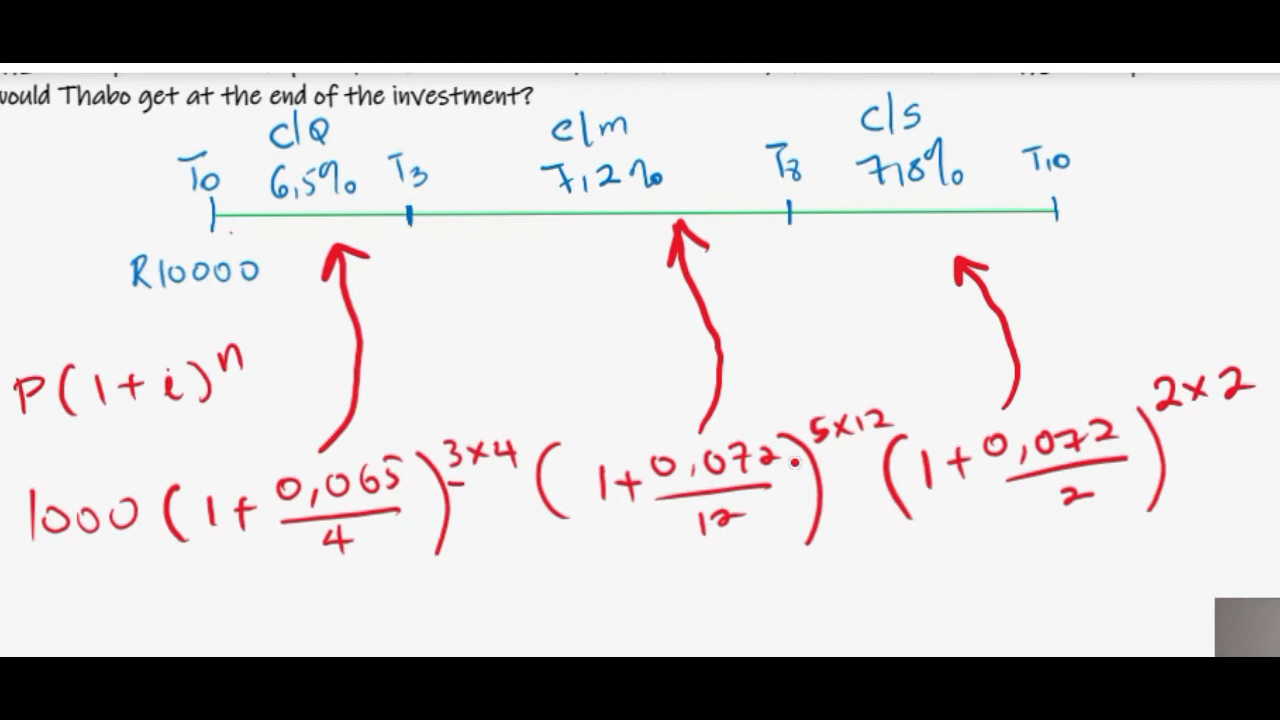 would Thabo get at the end of the investment?
c/Q c/m c/s
T0 6,5% T3 7,2% T8 7,8% T10
R10000
P(1+i)^n
1000 (1+ 0,065/4)^3×4 (1+ 0,072/12)^5×12 (1+ 0,072/2)^2×2